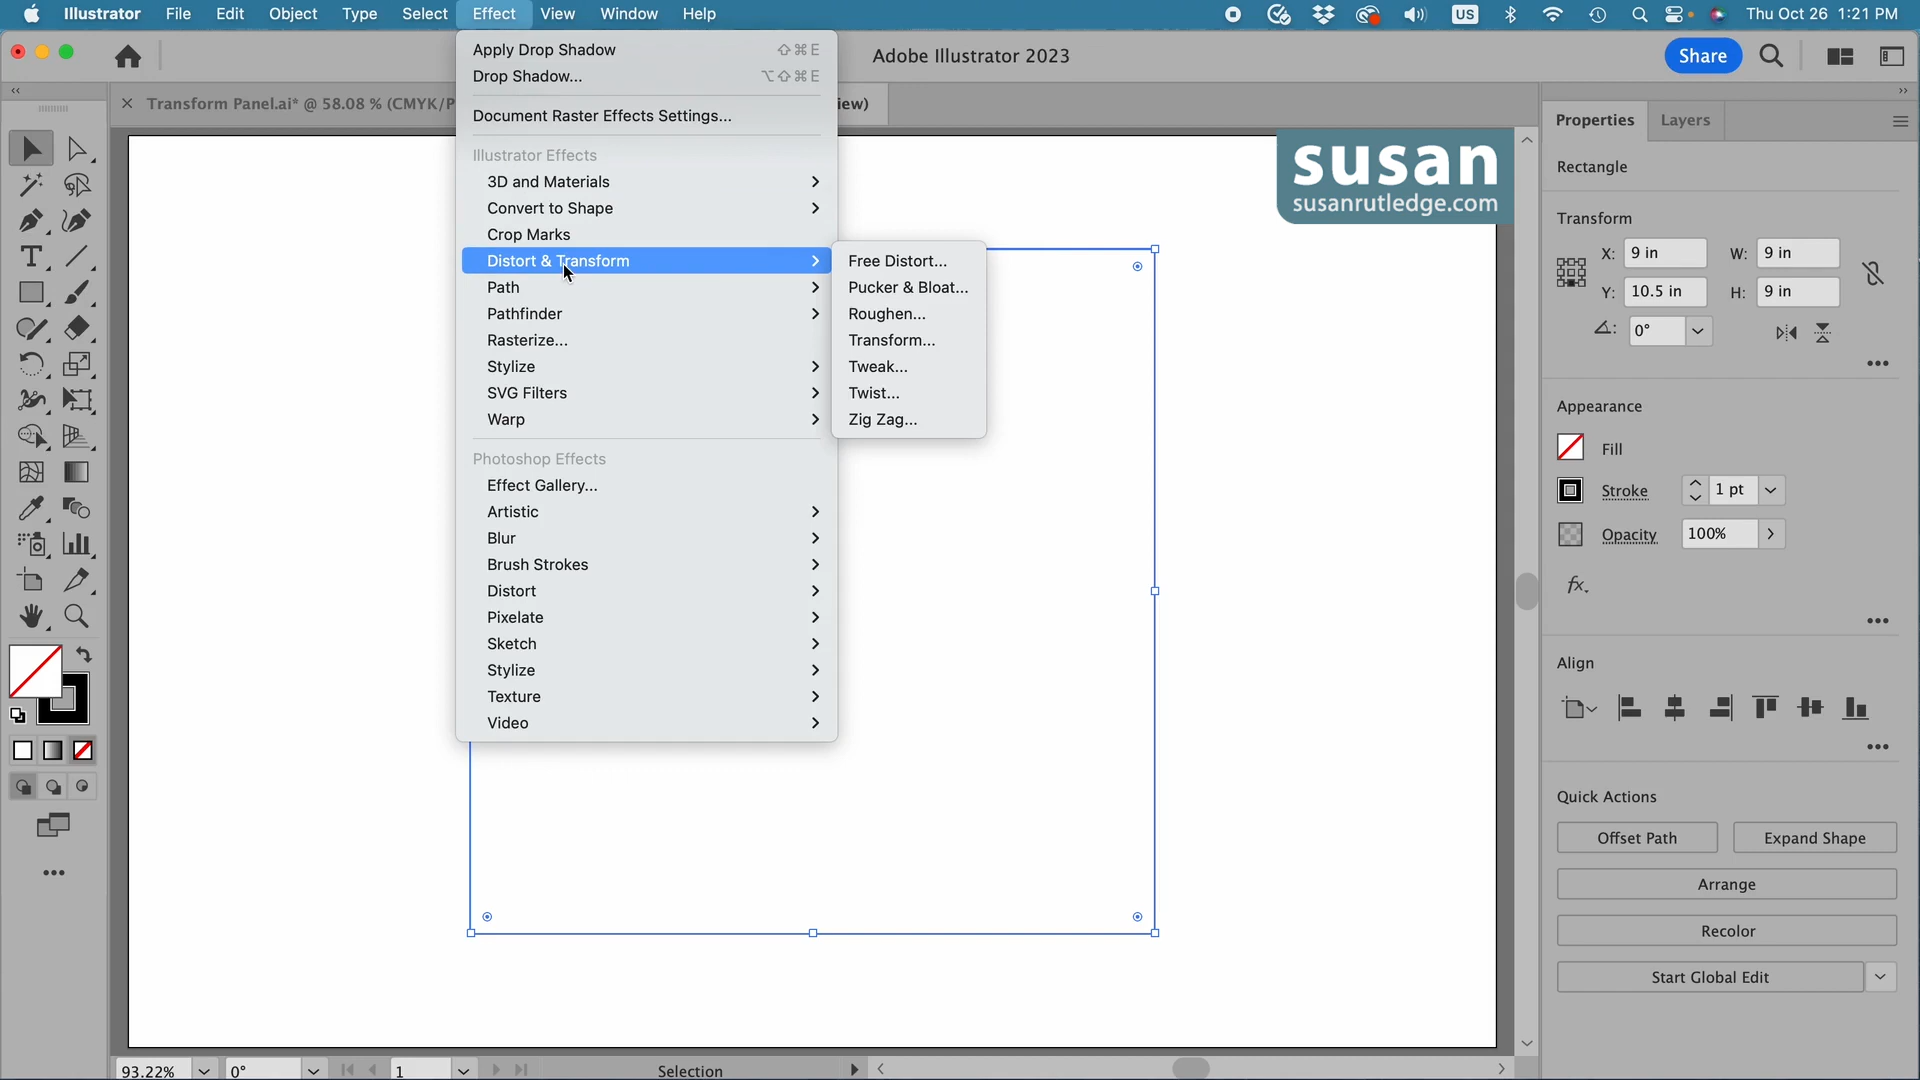 Illustrator File Edit Object Type Select Effect View Window Help
US
Thu Oct 26 1:21 PM
Adobe Illustrator 2023
Share
Transform Panel.ai* @ 58.08 % (CMYK/P
iew)
Apply Drop Shadow ⇧⌘E
Drop Shadow... ⌥⇧⌘E
Document Raster Effects Settings...
Illustrator Effects
3D and Materials
Convert to Shape
Crop Marks
Distort & Transform
Path
Pathfinder
Rasterize...
Stylize
SVG Filters
Warp
Photoshop Effects
Effect Gallery...
Artistic
Blur
Brush Strokes
Distort
Pixelate
Sketch
Stylize
Texture
Video
Free Distort...
Pucker & Bloat...
Roughen...
Transform...
Tweak...
Twist...
Zig Zag...
susan
susanrutledge.com
Properties Layers
Rectangle
Transform
X: 9 in W: 9 in
Y: 10.5 in H: 9 in
0°
Appearance
Fill
Stroke 1 pt
Opacity 100%
fx.
Align
Quick Actions
Offset Path Expand Shape
Arrange
Recolor
Start Global Edit
93.22% 0° 1 Selection